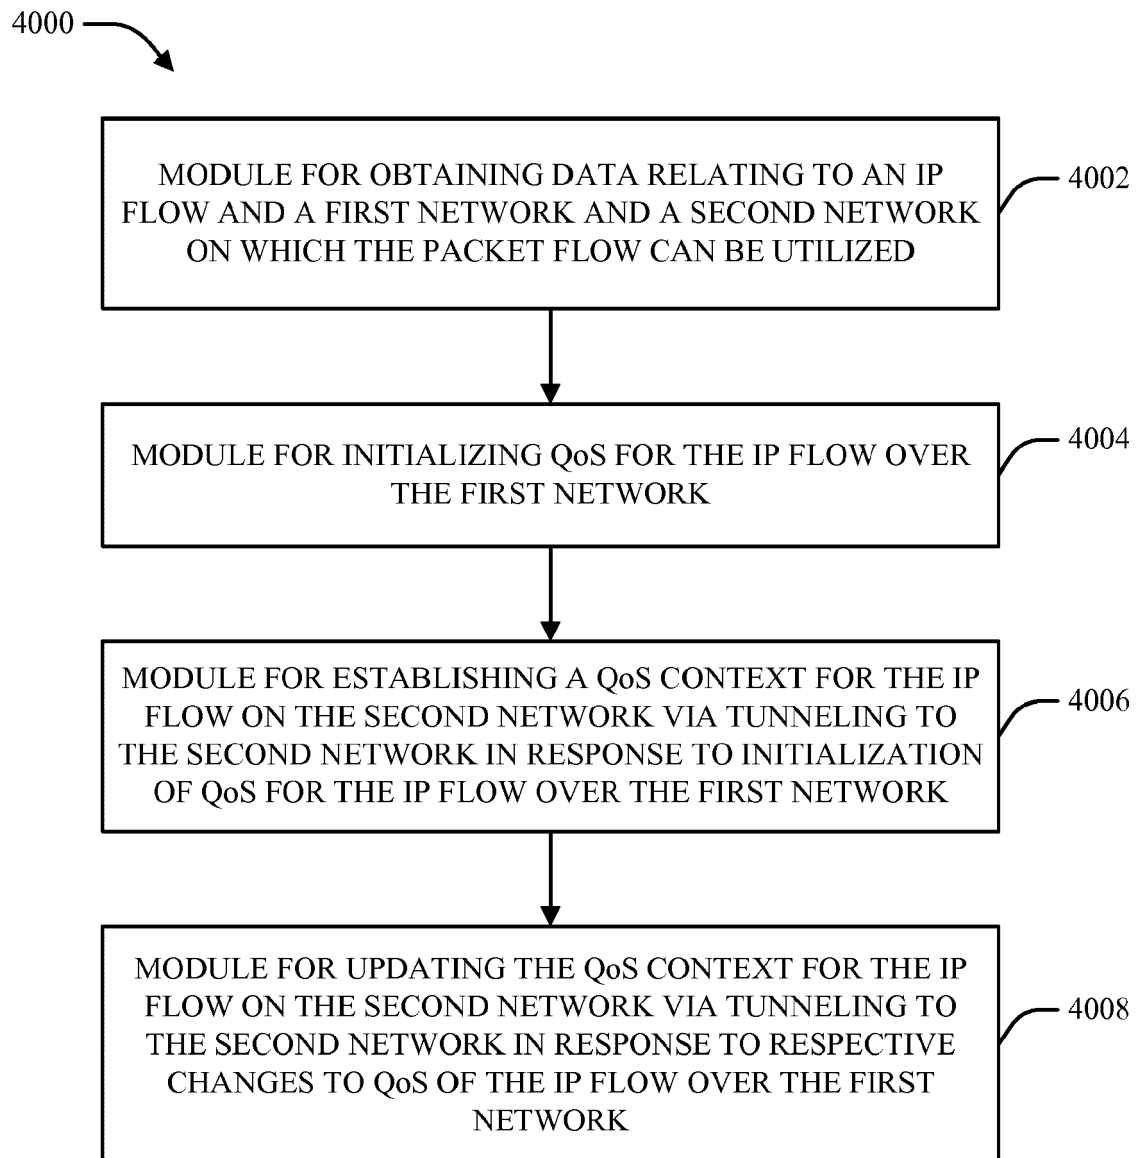 4000
MODULE FOR OBTAINING DATA RELATING TO AN IP
FLOW AND A FIRST NETWORK AND A SECOND NETWORK
ON WHICH THE PACKET FLOW CAN BE UTILIZED
4002
MODULE FOR INITIALIZING QoS FOR THE IP FLOW OVER
THE FIRST NETWORK
4004
MODULE FOR ESTABLISHING A QoS CONTEXT FOR THE IP
FLOW ON THE SECOND NETWORK VIA TUNNELING TO
THE SECOND NETWORK IN RESPONSE TO INITIALIZATION
OF QoS FOR THE IP FLOW OVER THE FIRST NETWORK
4006
MODULE FOR UPDATING THE QoS CONTEXT FOR THE IP
FLOW ON THE SECOND NETWORK VIA TUNNELING TO
THE SECOND NETWORK IN RESPONSE TO RESPECTIVE
CHANGES TO QoS OF THE IP FLOW OVER THE FIRST
NETWORK
4008